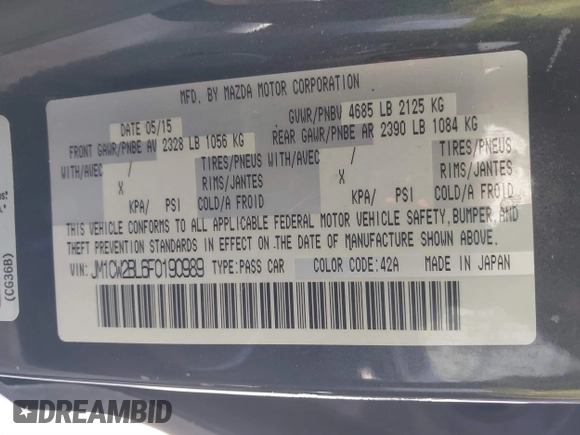 MFD. BY MAZDA MOTOR CORPORATION
DATE 05/15 GVWR/PNBV 4685 LB 2125 KG
FRONT GAWR/PNBE AV 2328 LB 1056 KG REAR GAWR/PNBE AR 2390 LB 1084 KG
WITH/AVEC / TIRES/PNEUS WITH/AVEC / TIRES/PNEUS
X RIMS/JANTES X RIMS/JANTES
KPA/ PSI COLD/A FROID KPA/ PSI COLD/A FROID
THIS VEHICLE CONFORMS TO ALL APPLICABLE FEDERAL MOTOR VEHICLE SAFETY, BUMPER, AND
THEFT PREVENTION STANDARDS IN EFFECT ON THE DATE OF MANUFACTURE SHOWN ABOVE.
VIN: JM1CW2BL6F0190989 TYPE:PASS CAR COLOR CODE:42A MADE IN JAPAN
(CG36B)
DREAMBID